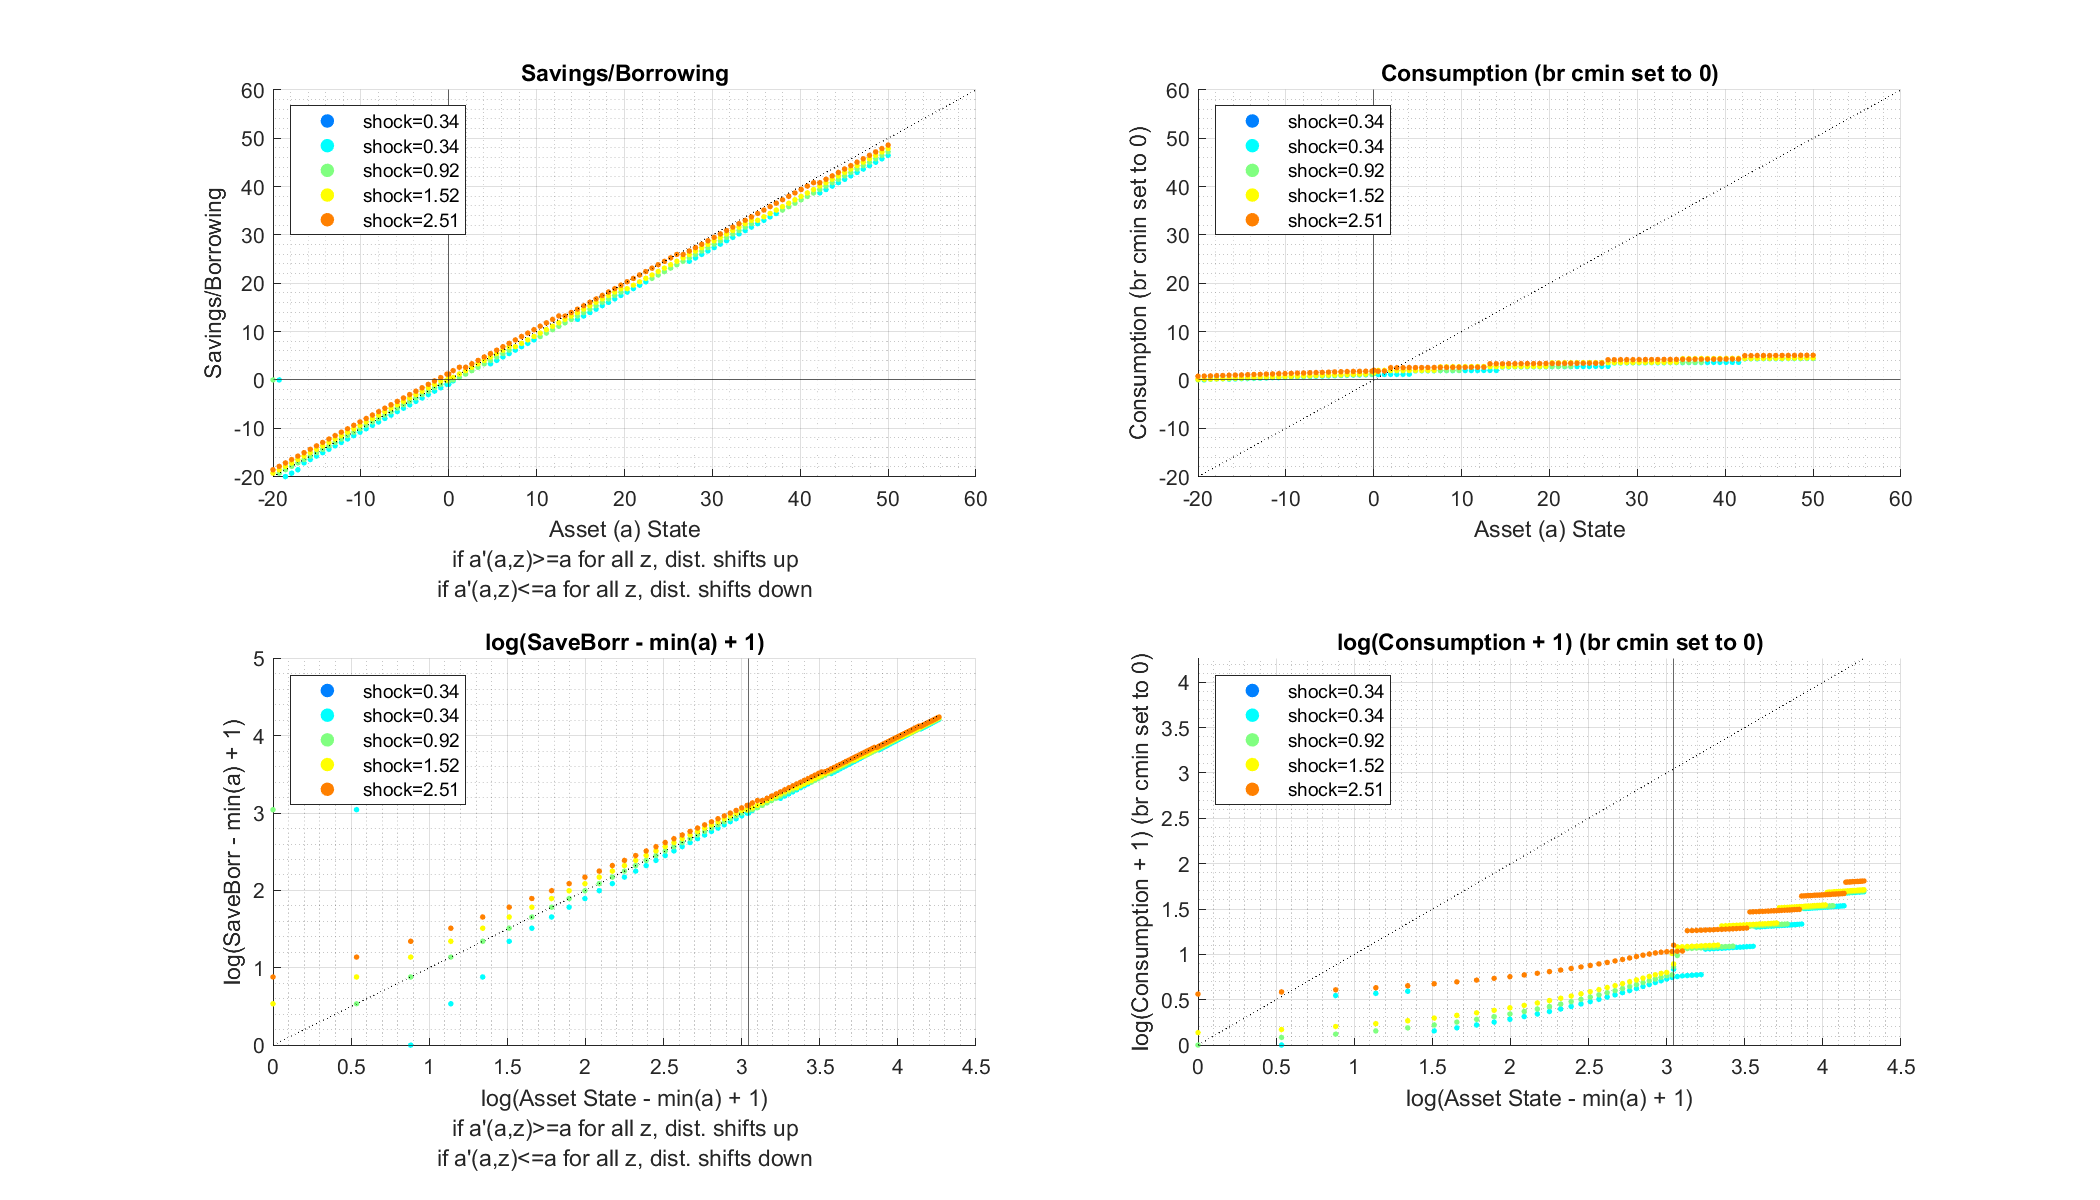 Savings/Borrowing
Savings/Borrowing
60
50
40
30
20
10
0
-10
-20
shock=0.34
shock=0.34
shock=0.92
shock=1.52
shock=2.51
-20 -10 0 10 20 30 40 50 60
Asset (a) State
if a'(a,z)>=a for all z, dist. shifts up
if a'(a,z)<=a for all z, dist. shifts down
Consumption (br cmin set to 0)
Consumption (br cmin set to 0)
60
50
40
30
20
10
0
-10
-20
shock=0.34
shock=0.34
shock=0.92
shock=1.52
shock=2.51
-20 -10 0 10 20 30 40 50 60
Asset (a) State
log(SaveBorr - min(a) + 1)
log(SaveBorr - min(a) + 1)
5
4
3
2
1
0
shock=0.34
shock=0.34
shock=0.92
shock=1.52
shock=2.51
0 0.5 1 1.5 2 2.5 3 3.5 4 4.5
log(Asset State - min(a) + 1)
if a'(a,z)>=a for all z, dist. shifts up
if a'(a,z)<=a for all z, dist. shifts down
log(Consumption + 1) (br cmin set to 0)
log(Consumption + 1) (br cmin set to 0)
4
3.5
3
2.5
2
1.5
1
0.5
0
shock=0.34
shock=0.34
shock=0.92
shock=1.52
shock=2.51
0 0.5 1 1.5 2 2.5 3 3.5 4 4.5
log(Asset State - min(a) + 1)